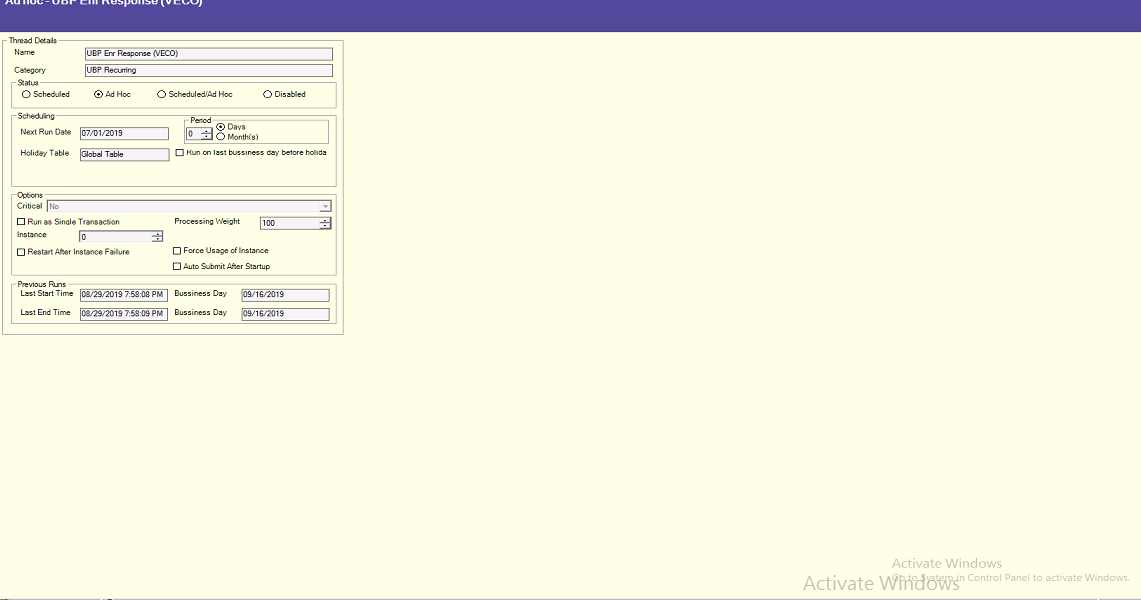 Ad hoc - UBP Enr Response (VECO)
Thread Details
Name UBP Enr Response (VECO)
Category UBP Recurring
Status
Scheduled Ad Hoc Scheduled/Ad Hoc Disabled
Scheduling
Period
Next Run Date 07/01/2019 0 Days
Month(s)
Holiday Table Global Table Run on last bussiness day before holida
Options
Critical No
Run as Single Transaction Processing Weight 100
Instance 0
Restart After Instance Failure Force Usage of Instance
Auto Submit After Startup
Previous Runs
Last Start Time 08/29/2019 7:58:08 PM Bussiness Day 09/16/2019
Last End Time 08/29/2019 7:58:09 PM Bussiness Day 09/16/2019
Activate Windows
Go to System in Control Panel to activate Windows.
Activate Windows